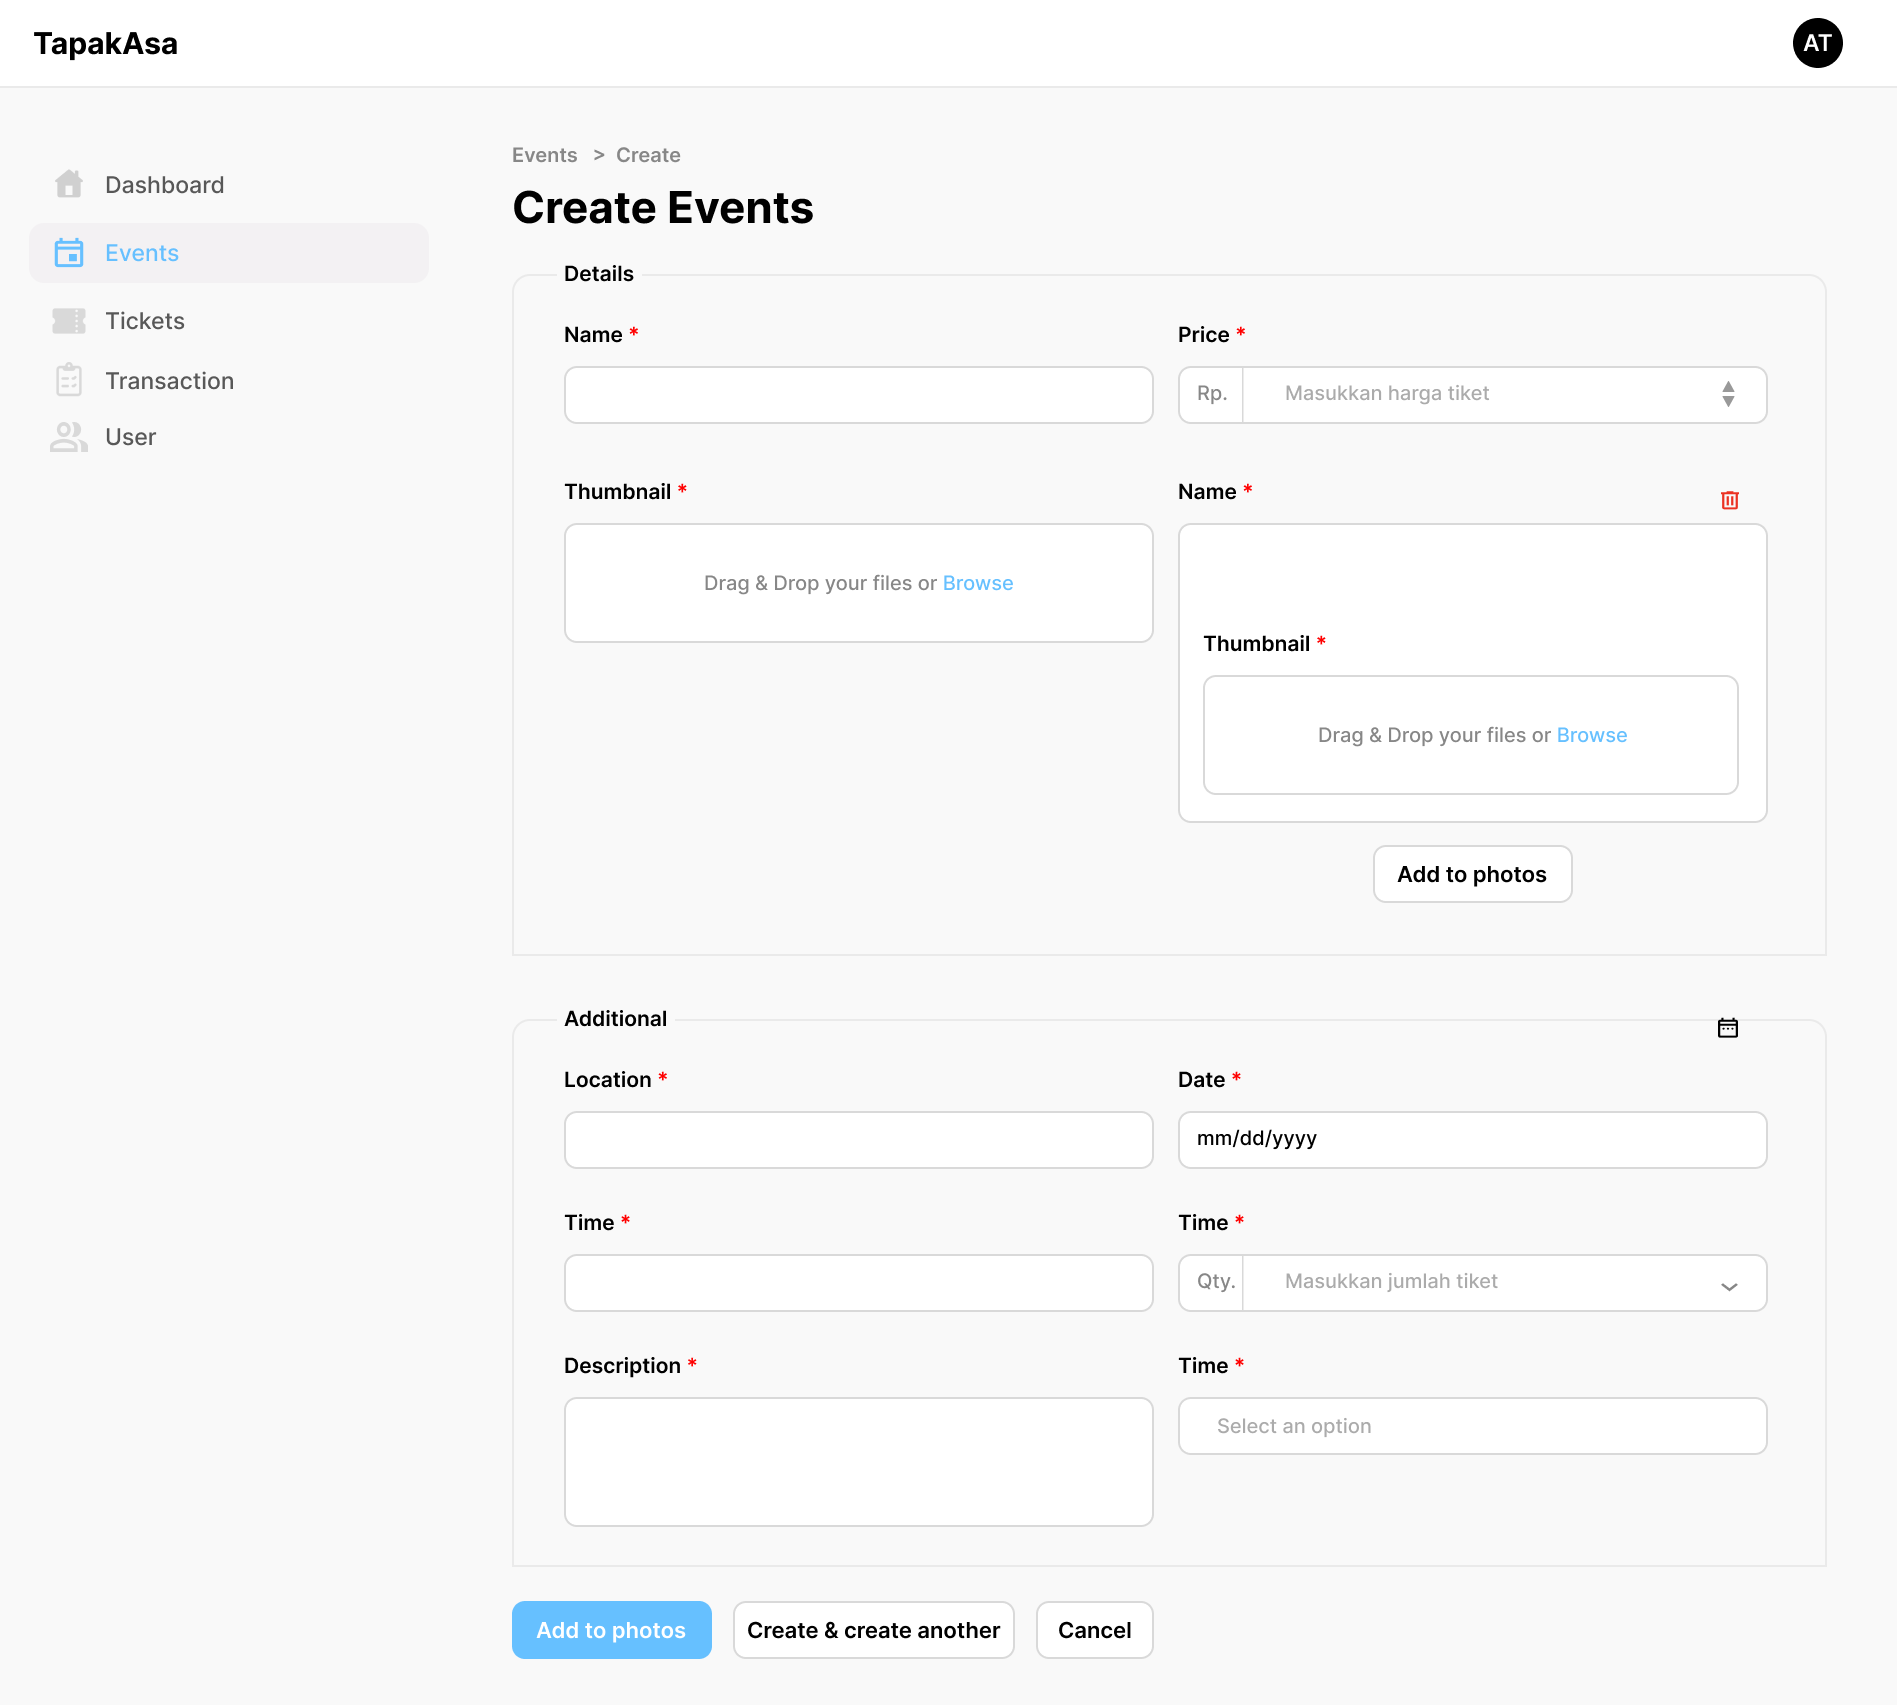 TapakAsa
AT
Dashboard
Events
Tickets
Transaction
User
Events > Create
Create Events
Details
Name *
Price *
Rp. Masukkan harga tiket
Thumbnail *
Name *
Drag & Drop your files or Browse
Thumbnail *
Drag & Drop your files or Browse
Add to photos
Additional
Location *
Date *
mm/dd/yyyy
Time *
Time *
Qty. Masukkan jumlah tiket
Description *
Time *
Select an option
Add to photos
Create & create another
Cancel